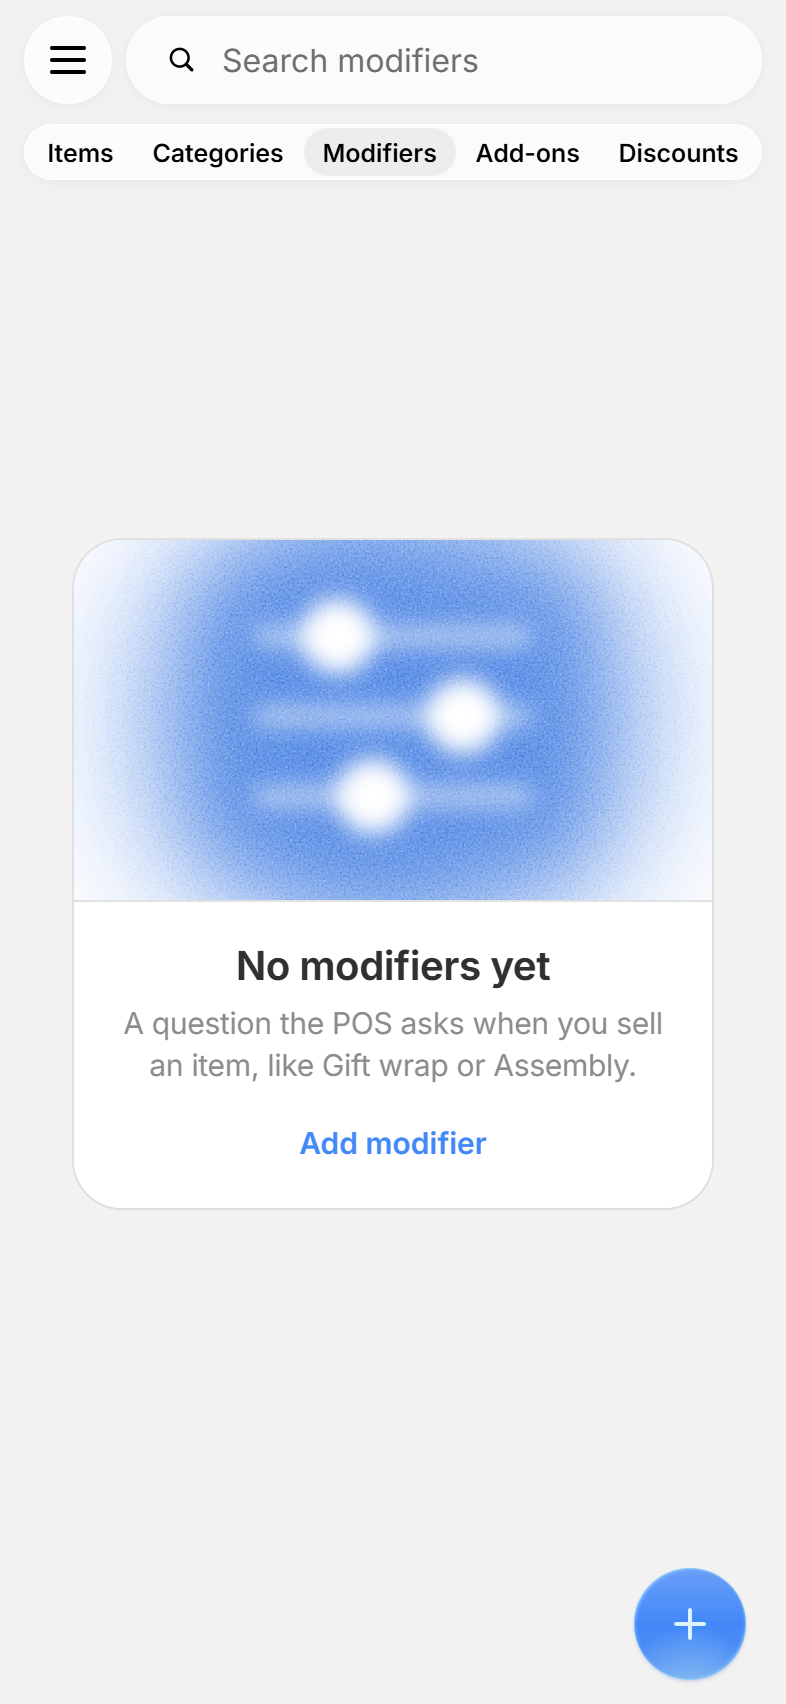 Search modifiers
Items Categories Modifiers Add-ons Discounts
No modifiers yet
A question the POS asks when you sell
an item, like Gift wrap or Assembly.
Add modifier